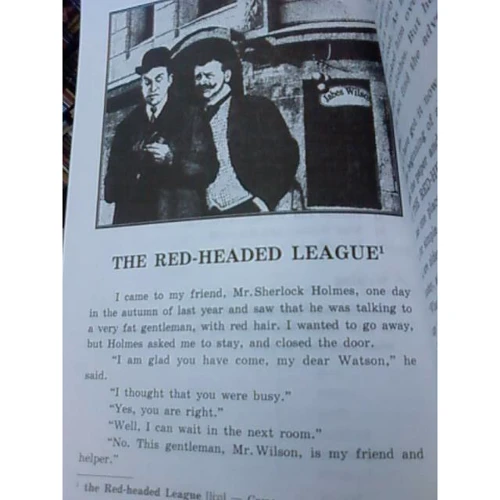 Jabez Wilson
THE RED-HEADED LEAGUE¹
I came to my friend, Mr. Sherlock Holmes, one day
in the autumn of last year and saw that he was talking to
a very fat gentleman, with red hair. I wanted to go away,
but Holmes asked me to stay, and closed the door.
"I am glad you have come, my dear Watson," he
said.
"I thought that you were busy."
"Yes, you are right."
"Well, I can wait in the next room."
"No. This gentleman, Mr. Wilson, is my friend and
helper."
¹ the Red-headed League